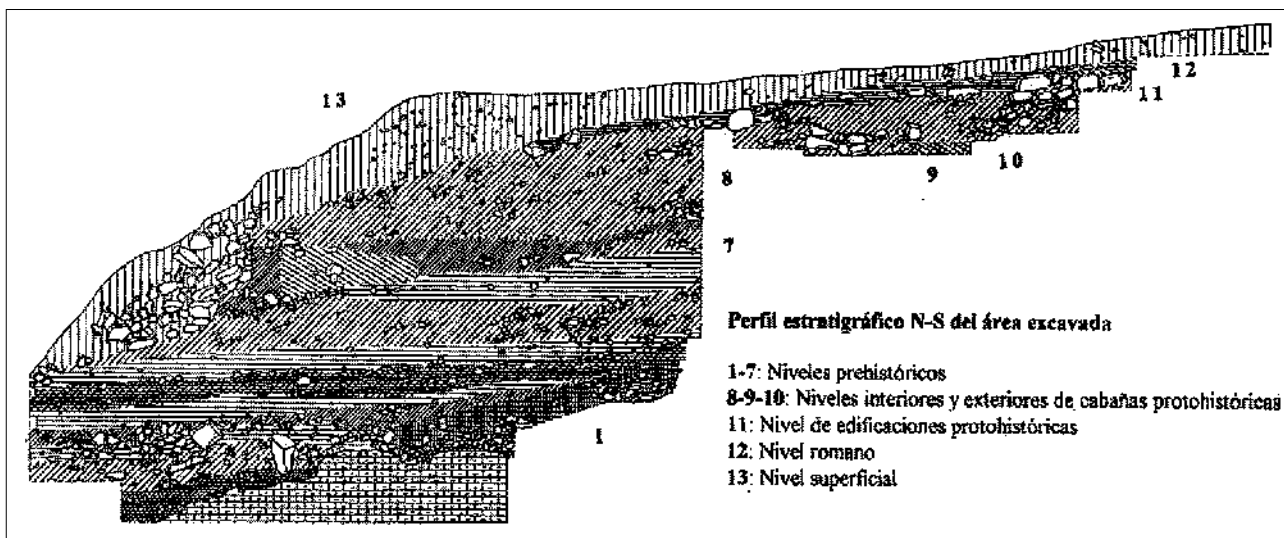 13
12
11
10
9
8
7
1
Perfil estratigráfico N-S del área excavada
1-7: Niveles prehistóricos
8-9-10: Niveles interiores y exteriores de cabañas protohistóricas
11: Nivel de edificaciones protohistóricas
12: Nivel romano
13: Nivel superficial